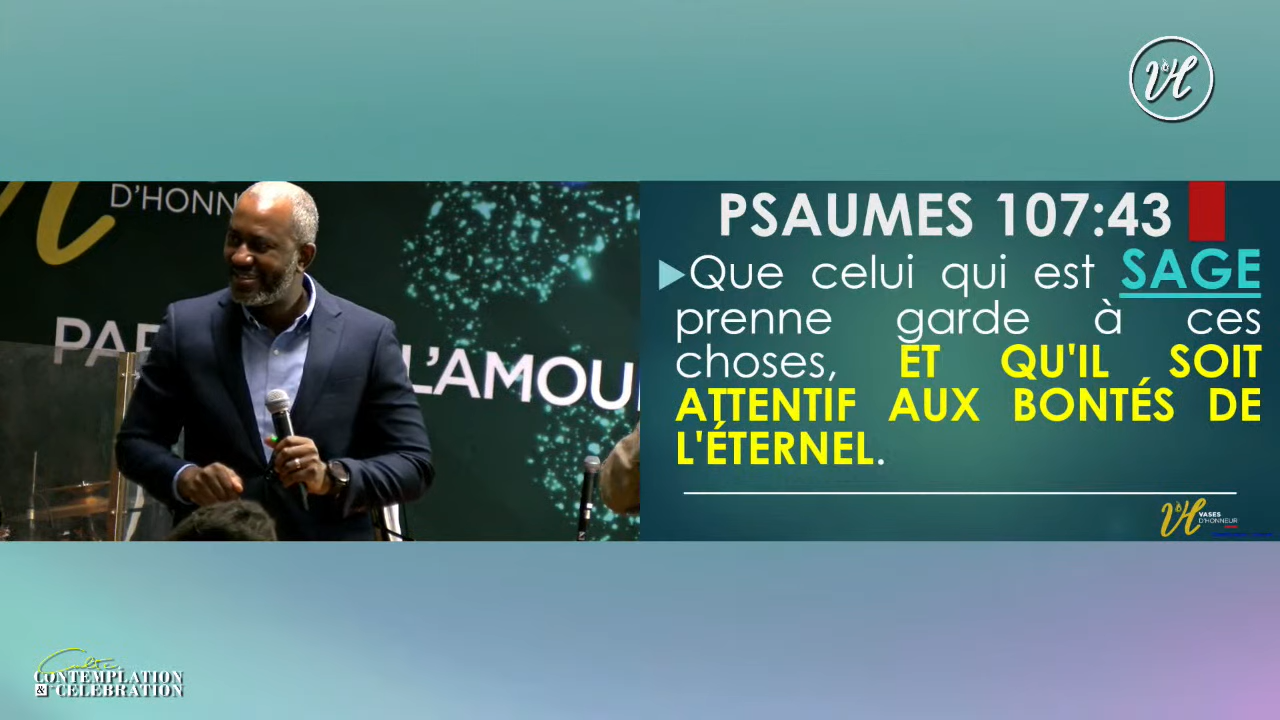 VH
D'HONN
L'AMOU
PSAUMES 107:43
Que celui qui est SAGE
prenne garde à ces
choses, ET QU'IL SOIT
ATTENTIF AUX BONTÉS DE
L'ÉTERNEL.
VH VASES
D'HONNEUR
Culte
CONTEMPLATION
& CELEBRATION